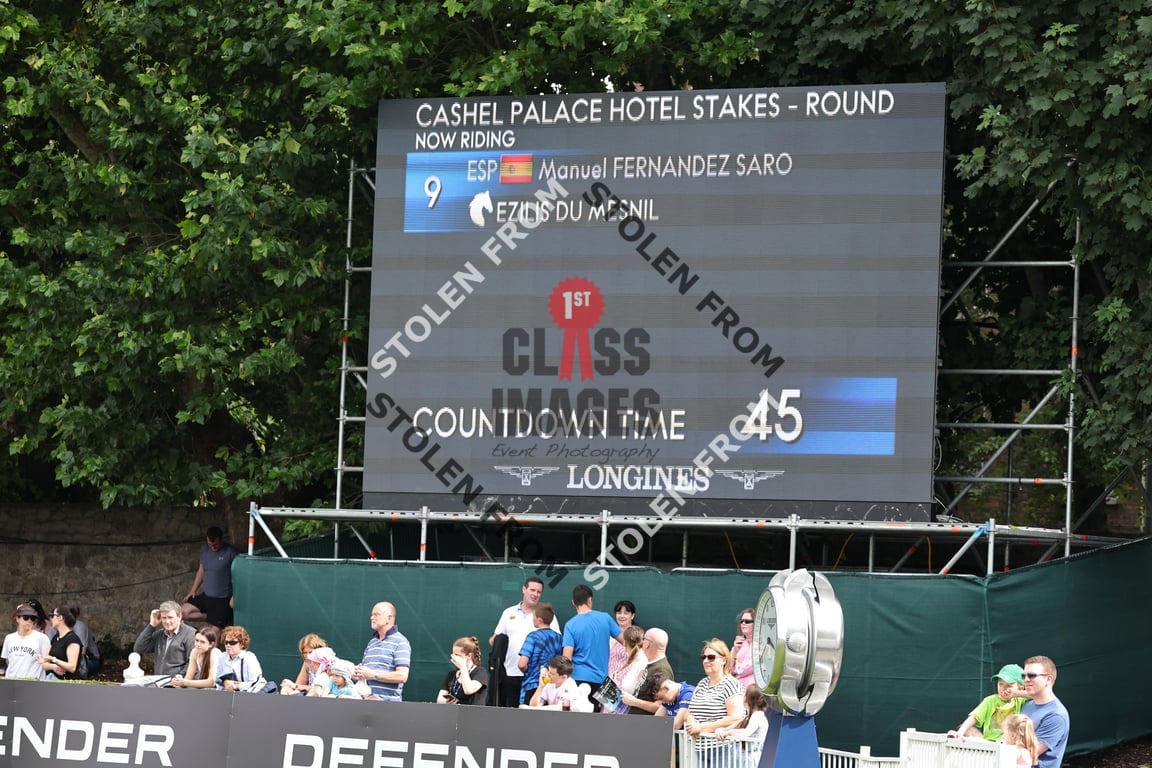 CASHEL PALACE HOTEL STAKES - ROUND
NOW RIDING
9
ESP Manuel FERNANDEZ SARO
EZILIS DU MESNIL
STOLEN FROM
STOLEN FROM
1ST
CLASS
IMAGES
Event Photography
COUNTDOWN TIME 45
STOLEN FROM
STOLEN FROM
LONGINES
NEW YORK
ENDER
DEFENDER